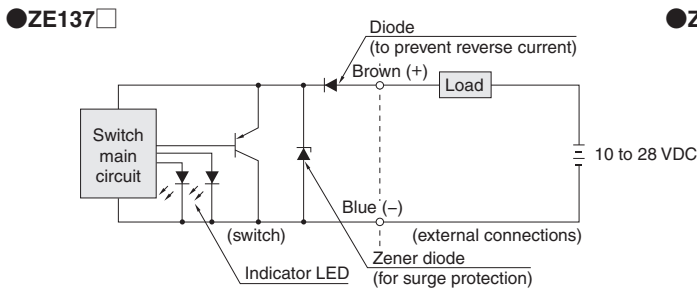 ●ZE137□
●Z
Diode
(to prevent reverse current)
Brown (+)
Load
Switch
main
circuit
10 to 28 VDC
Blue (–)
(switch)
(external connections)
Indicator LED
Zener diode
(for surge protection)